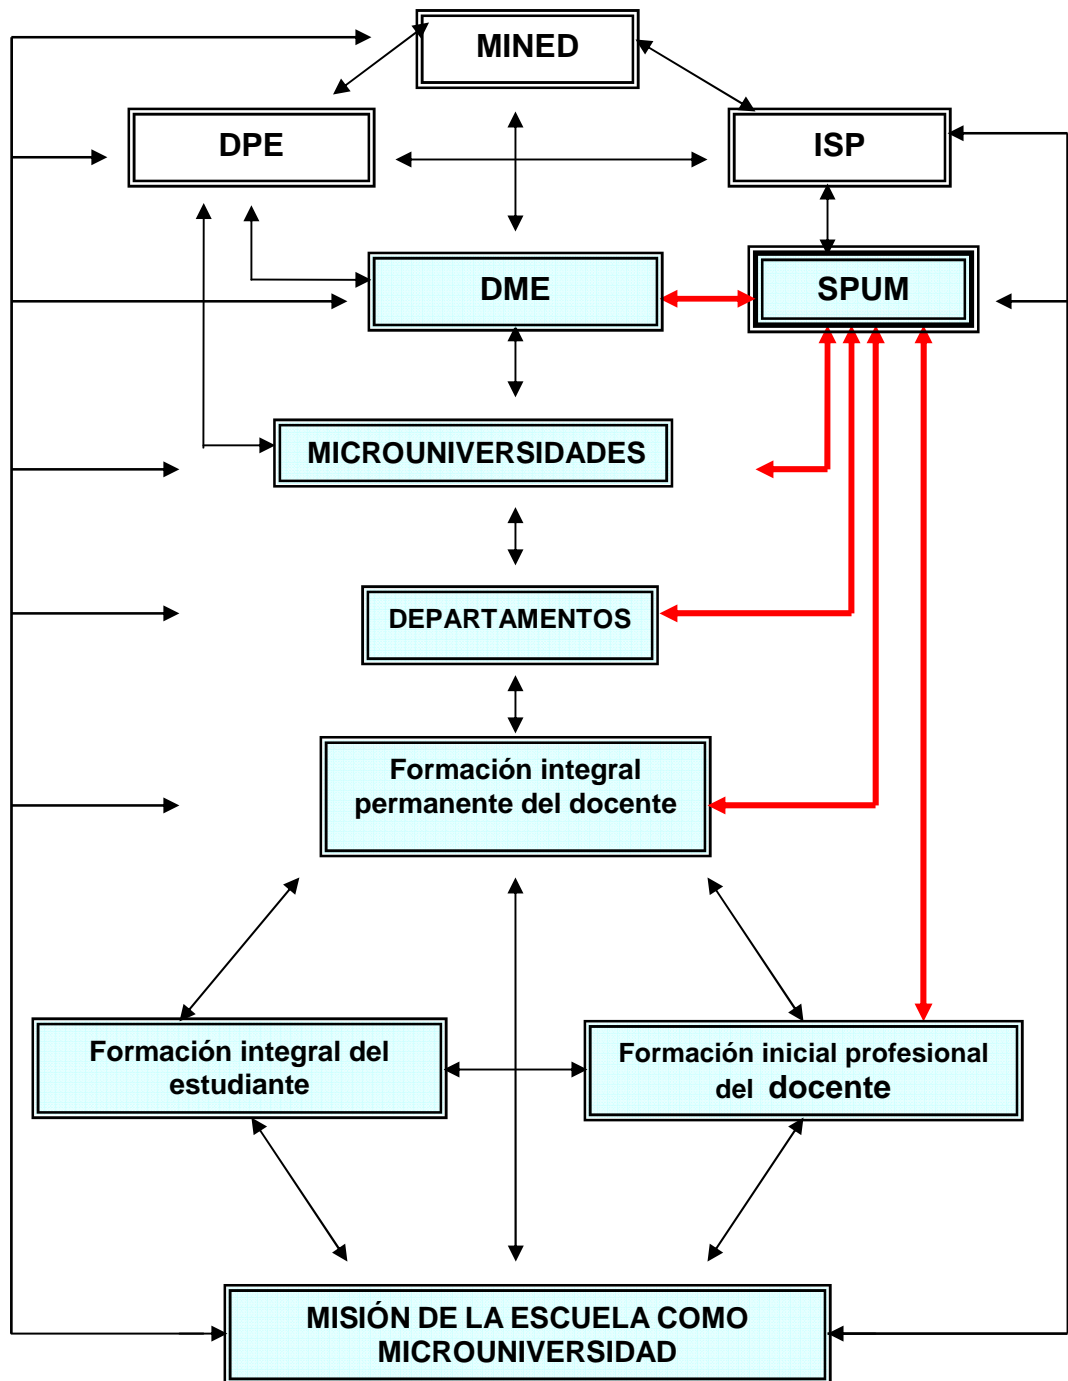 MINED
DPE
ISP
DME
SPUM
MICROUNIVERSIDADES
DEPARTAMENTOS
Formación integral
permanente del docente
Formación integral del
estudiante
Formación inicial profesional
del docente
MISIÓN DE LA ESCUELA COMO
MICROUNIVERSIDAD